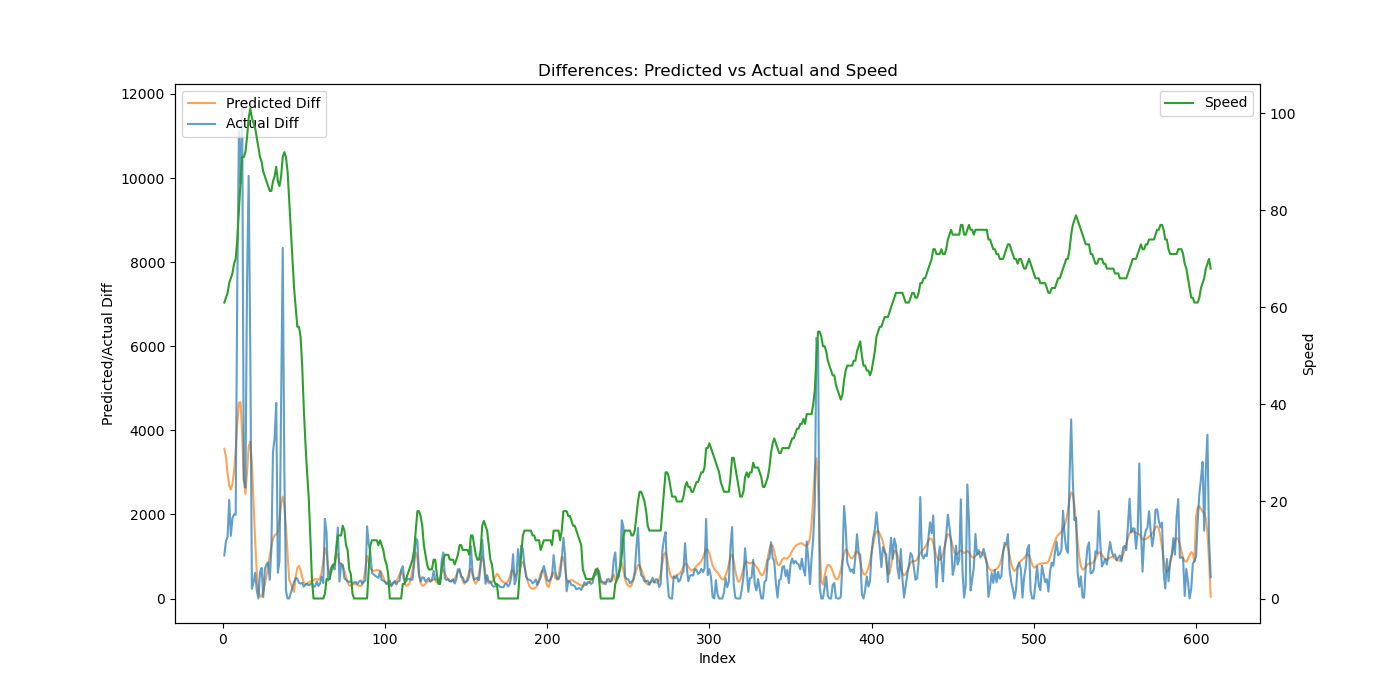 Differences: Predicted vs Actual and Speed
Predicted Diff
Actual Diff
Speed
12000
10000
8000
6000
4000
2000
0
Predicted/Actual Diff
100
80
60
40
20
0
Speed
0
100
200
300
400
500
600
Index